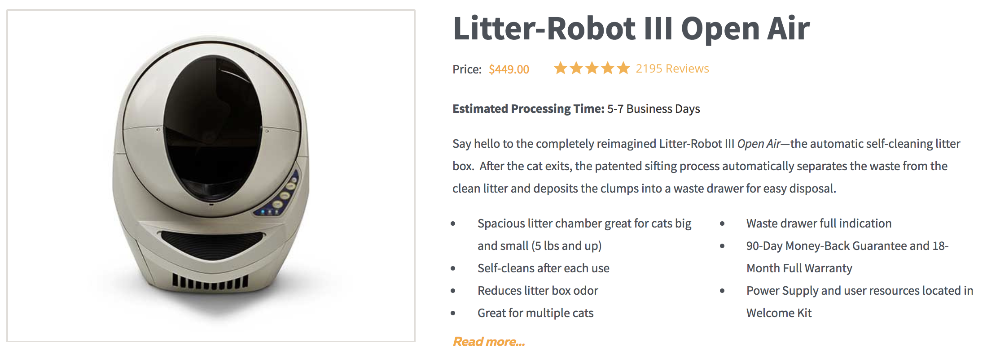 Litter-Robot III Open Air
Price: $449.00 2195 Reviews
Estimated Processing Time: 5-7 Business Days
Say hello to the completely reimagined Litter-Robot III Open Air—the automatic self-cleaning litter
box.  After the cat exits, the patented sifting process automatically separates the waste from the
clean litter and deposits the clumps into a waste drawer for easy disposal.
• Spacious litter chamber great for cats big
and small (5 lbs and up)
• Self-cleans after each use
• Reduces litter box odor
• Great for multiple cats
• Waste drawer full indication
• 90-Day Money-Back Guarantee and 18-
Month Full Warranty
• Power Supply and user resources located in
Welcome Kit
Read more...